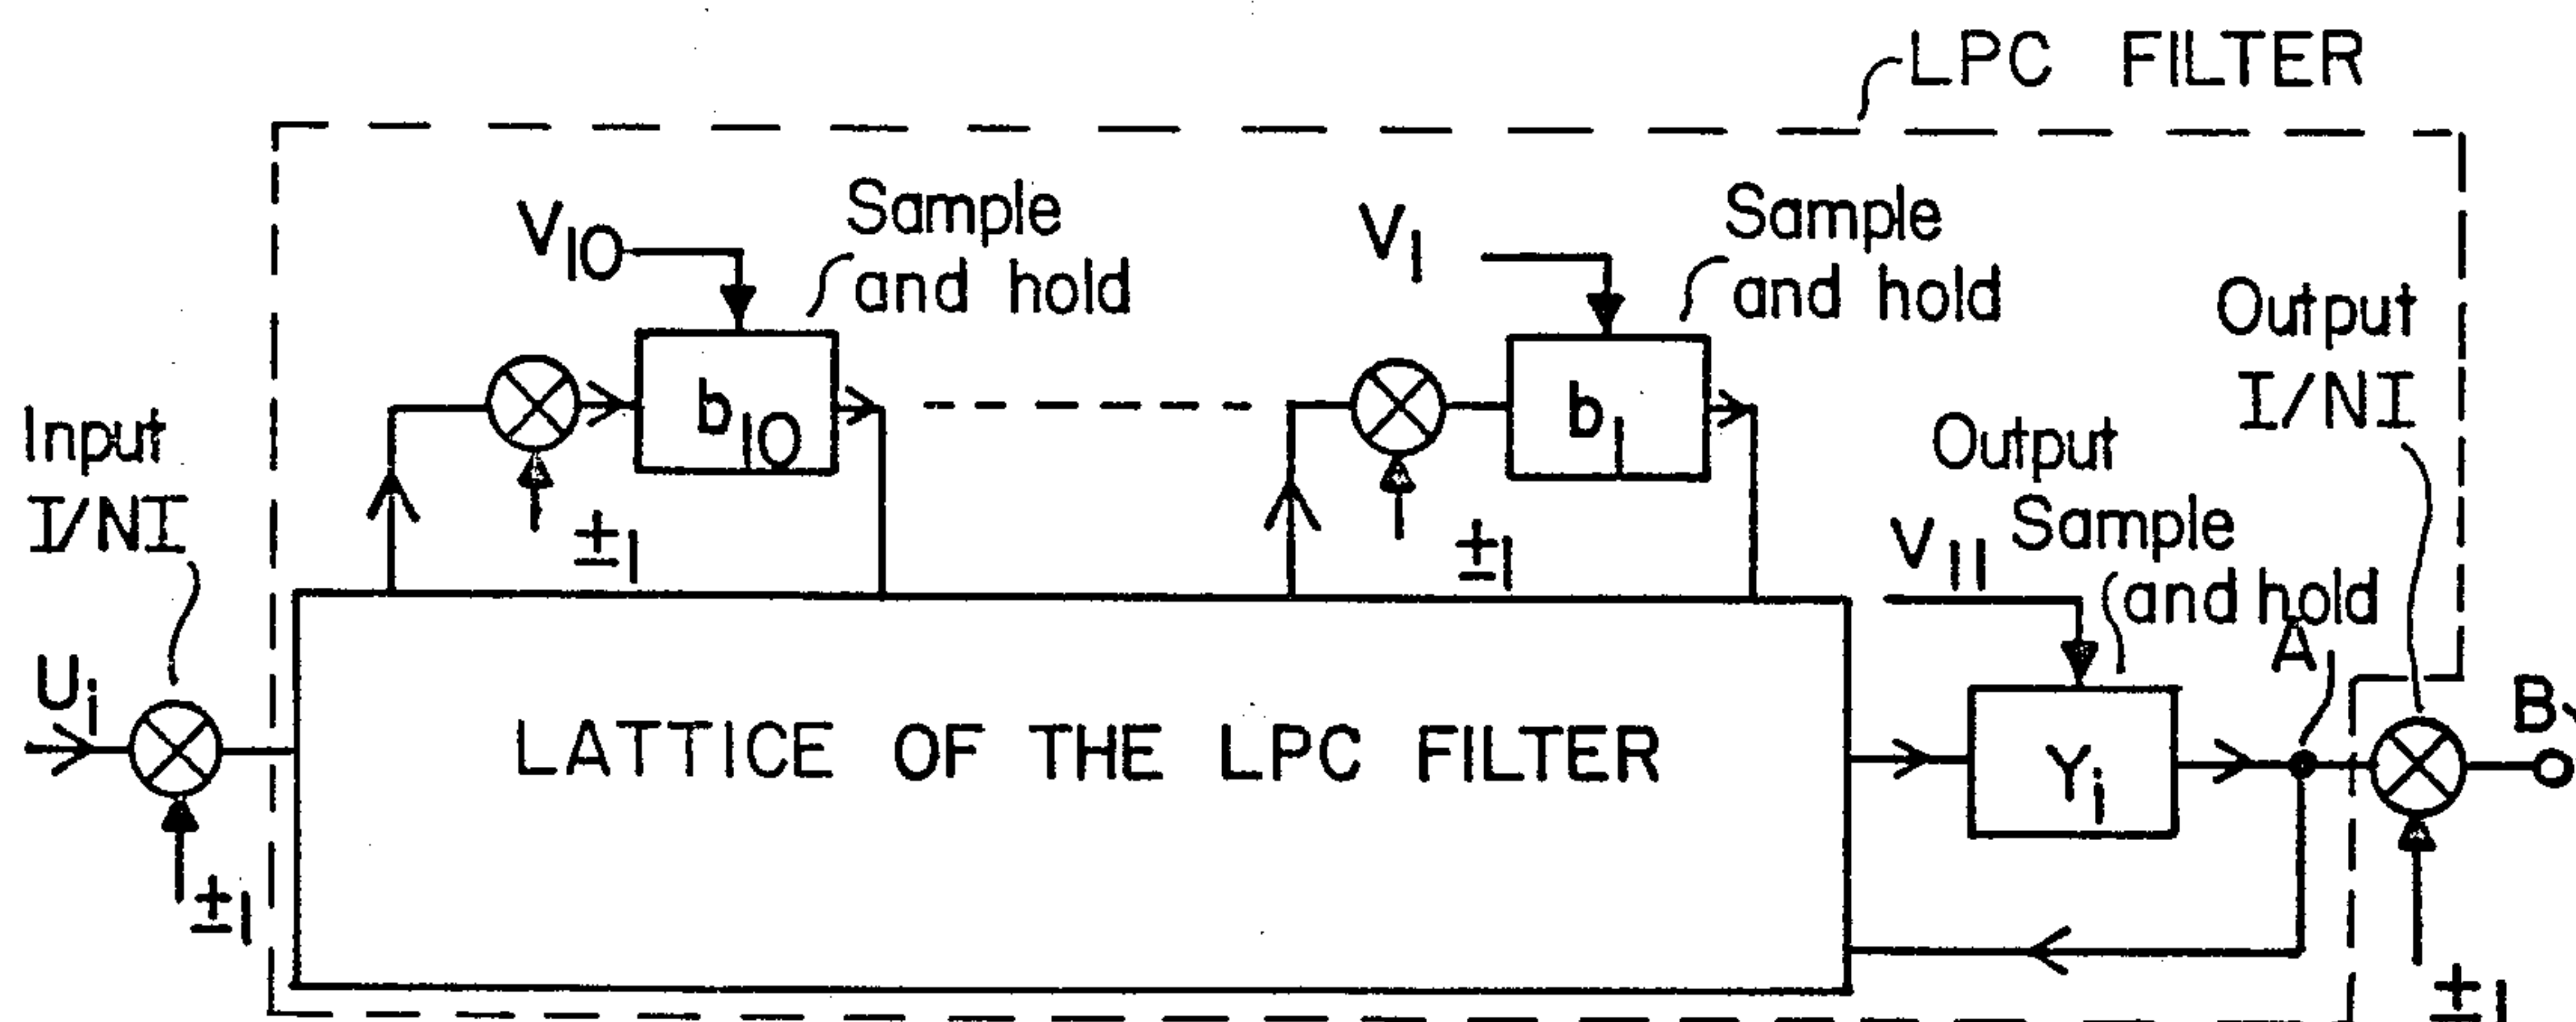 LPC FILTER
V10
Sample
and hold
V1
Sample
and hold
Output
I/NI
Input
I/NI
b10
b1
±1
±1
Output
Sample
and hold
V11
A
Ui
LATTICE OF THE LPC FILTER
Yi
B
±1
±1